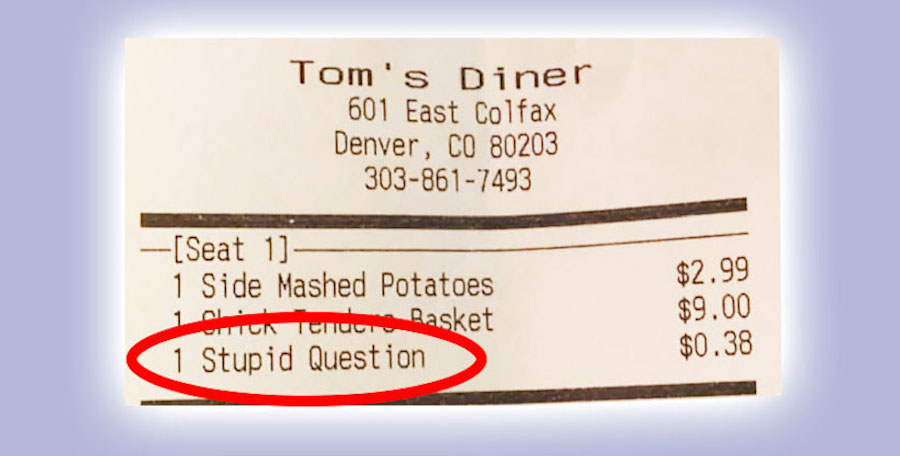 Tom's Diner
601 East Colfax
Denver, CO 80203
303-861-7493
[Seat 1]
1 Side Mashed Potatoes $2.99
1 Chick Tenders Basket $9.00
1 Stupid Question $0.38